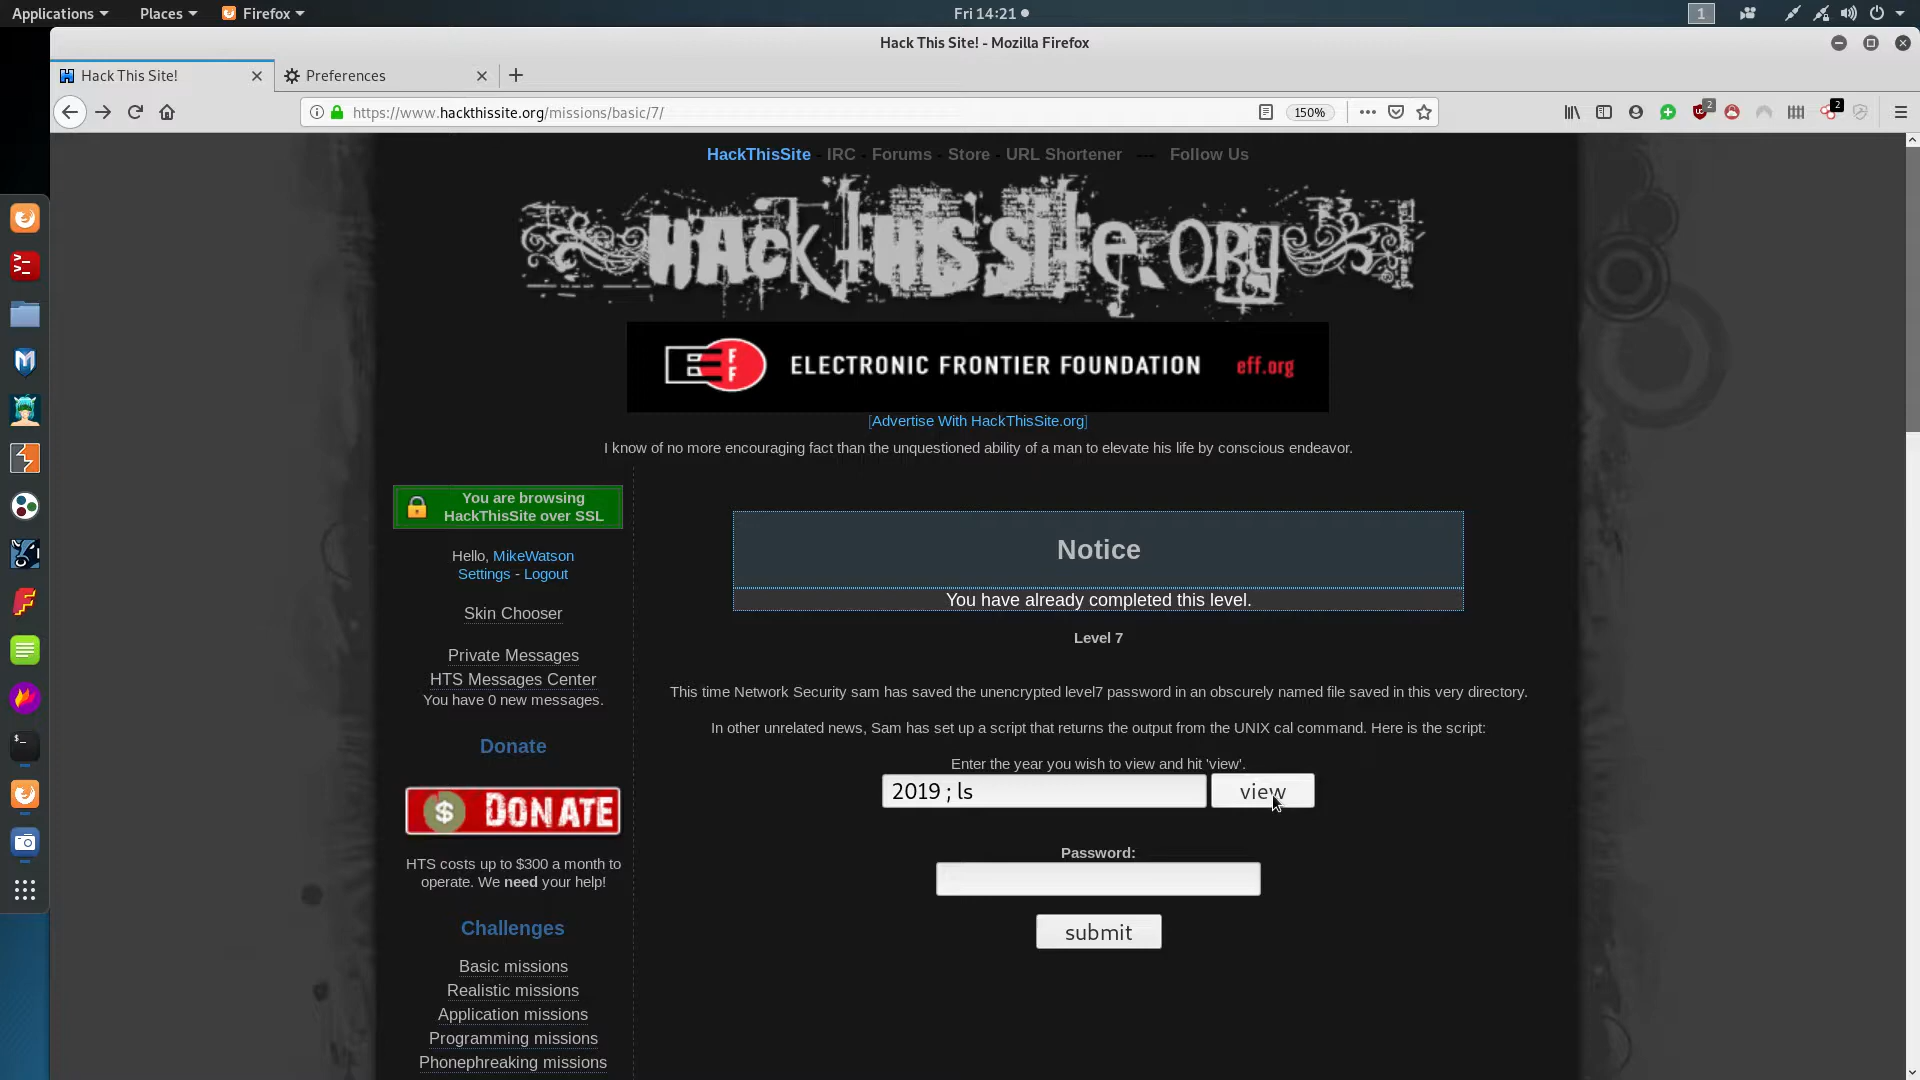 Applications Places Firefox Fri 14:21 1
Hack This Site! - Mozilla Firefox
Hack This Site! Preferences
https://www.hackthissite.org/missions/basic/7/ 150% 2 2
HackThisSite - IRC - Forums - Store - URL Shortener --- Follow Us
HAck tHIS SIte.ORG
EFF ELECTRONIC FRONTIER FOUNDATION eff.org
[Advertise With HackThisSite.org]
I know of no more encouraging fact than the unquestioned ability of a man to elevate his life by conscious endeavor.
You are browsing
HackThisSite over SSL
Hello, MikeWatson
Settings - Logout
Skin Chooser
Private Messages
HTS Messages Center
You have 0 new messages.
Donate
$ DONATE
HTS costs up to $300 a month to
operate. We need your help!
Challenges
Basic missions
Realistic missions
Application missions
Programming missions
Phonephreaking missions
Notice
You have already completed this level.
Level 7
This time Network Security sam has saved the unencrypted level7 password in an obscurely named file saved in this very directory.
In other unrelated news, Sam has set up a script that returns the output from the UNIX cal command. Here is the script:
Enter the year you wish to view and hit 'view'.
2019 ; ls view
Password:
submit